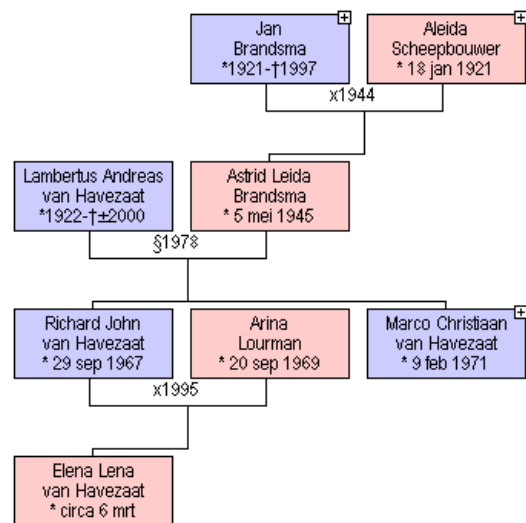 Jan
Brandsma
*1921-†1997
Aleida
Scheepbouwer
* 18 jan 1921
x1944
Lambertus Andreas
van Havezaat
*1922-†±2000
Astrid Leida
Brandsma
* 5 mei 1945
§1978
Richard John
van Havezaat
* 29 sep 1967
Arina
Lourman
* 20 sep 1969
Marco Christiaan
van Havezaat
* 9 feb 1971
x1995
Elena Lena
van Havezaat
* circa 6 mrt